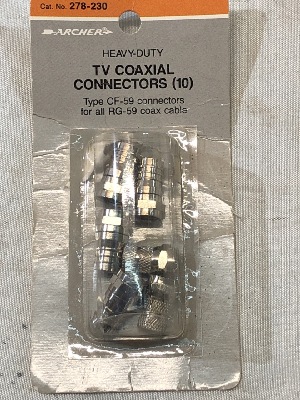 Cat. No. 278-230
ARCHER
HEAVY-DUTY
TV COAXIAL
CONNECTORS (10)
Type CF-59 connectors
for all RG-59 coax cable